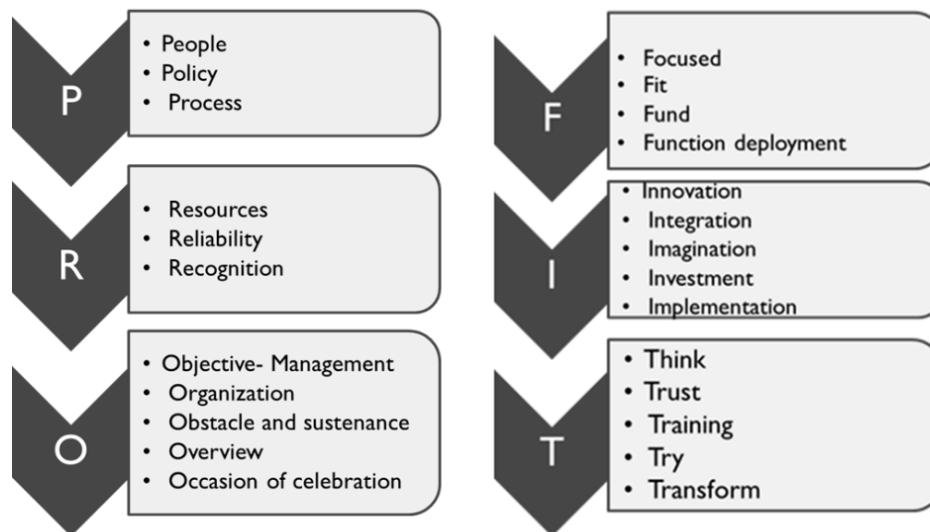 P
• People
• Policy
• Process
R
• Resources
• Reliability
• Recognition
O
• Objective- Management
• Organization
• Obstacle and sustenance
• Overview
• Occasion of celebration
F
• Focused
• Fit
• Fund
• Function deployment
I
• Innovation
• Integration
• Imagination
• Investment
• Implementation
T
• Think
• Trust
• Training
• Try
• Transform